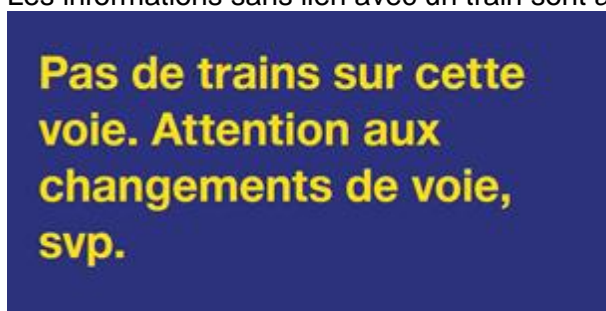 Pas de trains sur cette
voie. Attention aux
changements de voie,
svp.